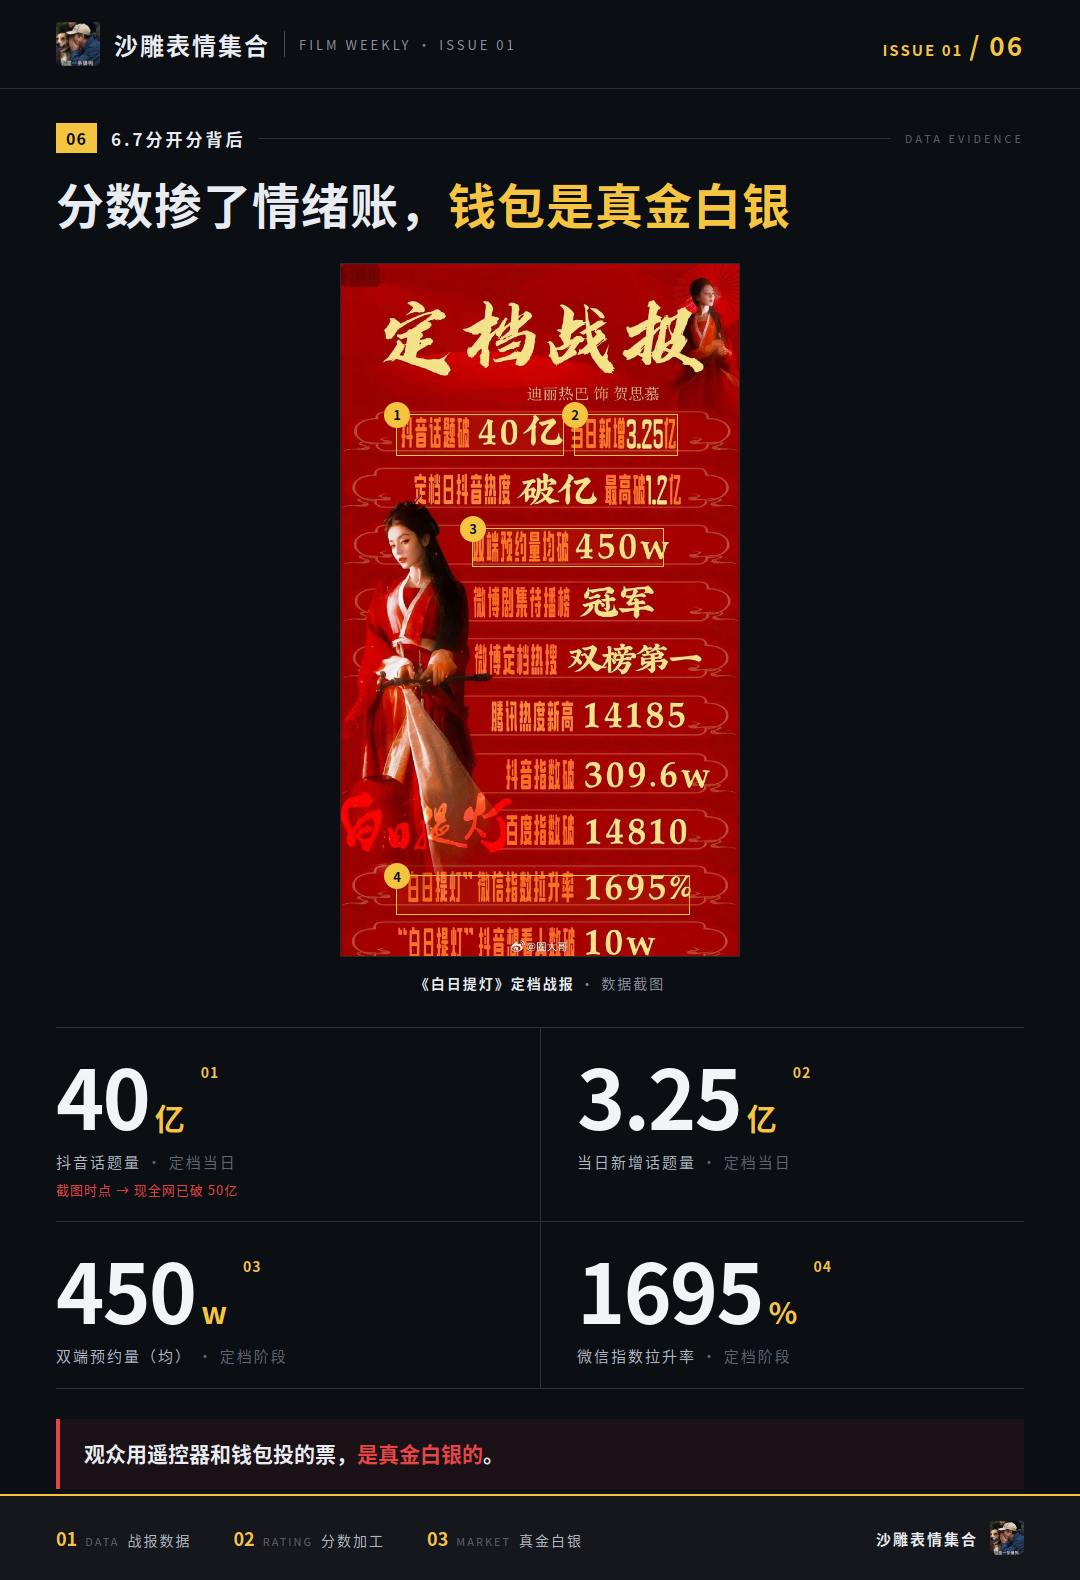 沙雕表情集合
FILM WEEKLY · ISSUE 01
ISSUE 01 / 06
06 6.7分开分背后
DATA EVIDENCE
分数掺了情绪账，钱包是真金白银
定档战报
迪丽热巴 饰 贺思慕
1 抖音话题破 40亿 2 当日新增3.25亿
定档日抖音热度 破亿 最高破1.2亿
3 双端预约量均破 450w
微博剧集待播榜 冠军
微博定档热搜 双榜第一
腾讯热度新高 14185
抖音指数破 309.6w
白日提灯
百度指数破 14810
4 “白日提灯” 微信指数拉升率 1695%
“白日提灯” 抖音观看人数破 10w
@圈大哥
《白日提灯》定档战报 · 数据截图
40亿 01
抖音话题量 · 定档当日
截图时点 → 现全网已破 50亿
3.25亿 02
当日新增话题量 · 定档当日
450w 03
双端预约量（均） · 定档阶段
1695% 04
微信指数拉升率 · 定档阶段
观众用遥控器和钱包投的票，是真金白银的。
01 DATA 战报数据 02 RATING 分数加工 03 MARKET 真金白银
沙雕表情集合